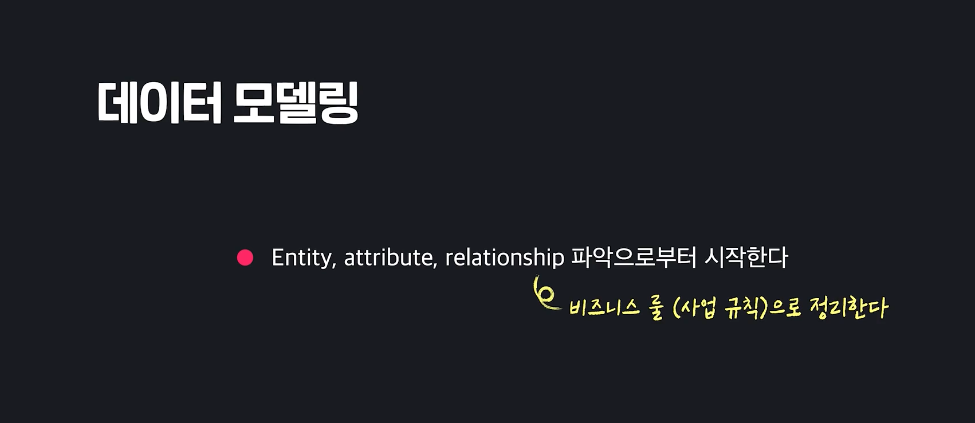 데이터 모델링
Entity, attribute, relationship 파악으로부터 시작한다
비즈니스 룰 (사업 규칙)으로 정리한다